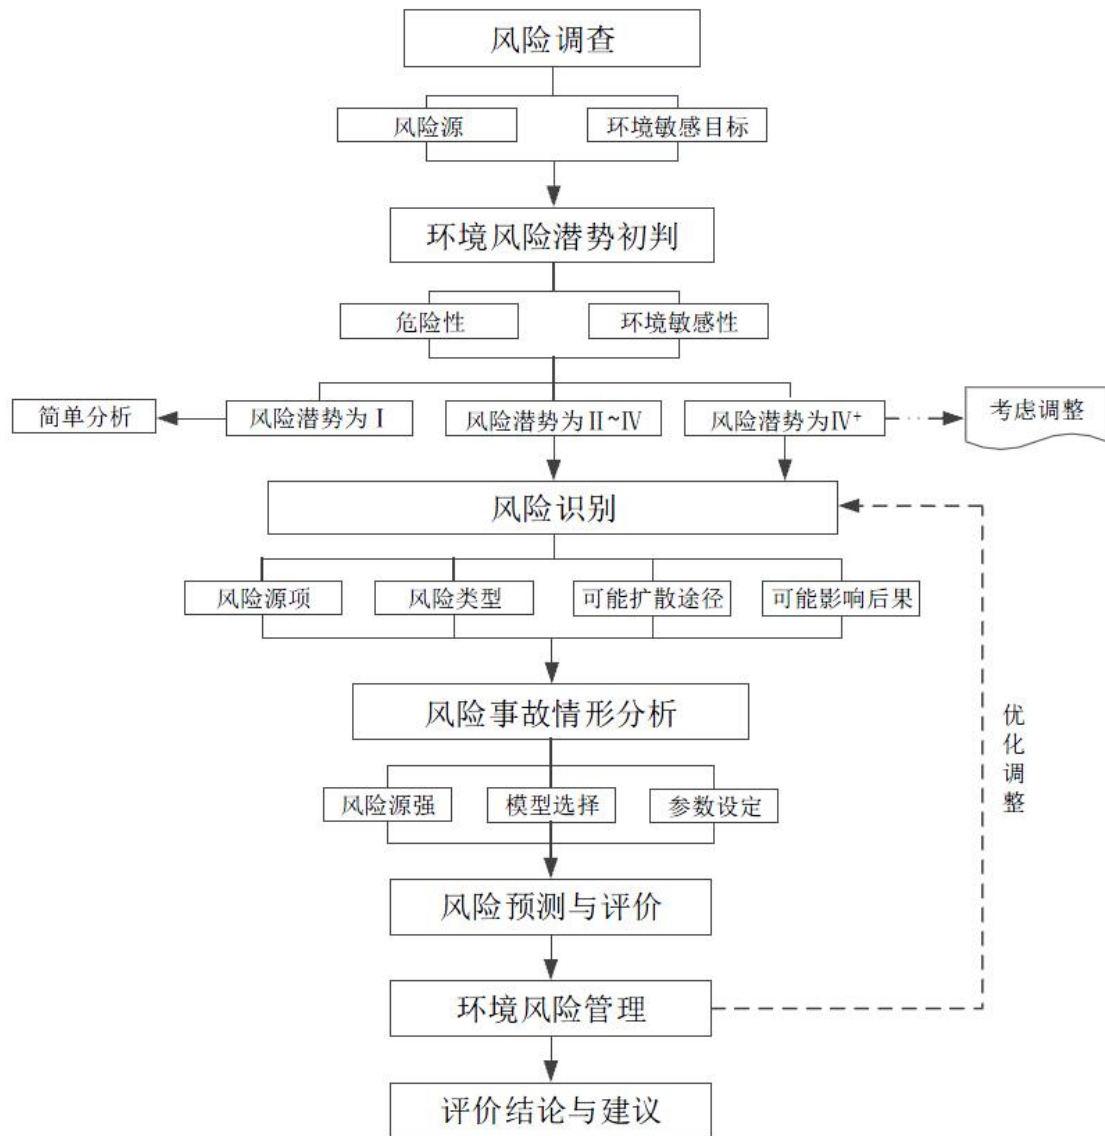 风险调查
风险源
环境敏感目标
环境风险潜势初判
危险性
环境敏感性
简单分析
风险潜势为Ⅰ
风险潜势为Ⅱ~Ⅳ
风险潜势为Ⅳ⁺
考虑调整
风险识别
风险源项
风险类型
可能扩散途径
可能影响后果
风险事故情形分析
风险源强
模型选择
参数设定
优化调整
风险预测与评价
环境风险管理
评价结论与建议